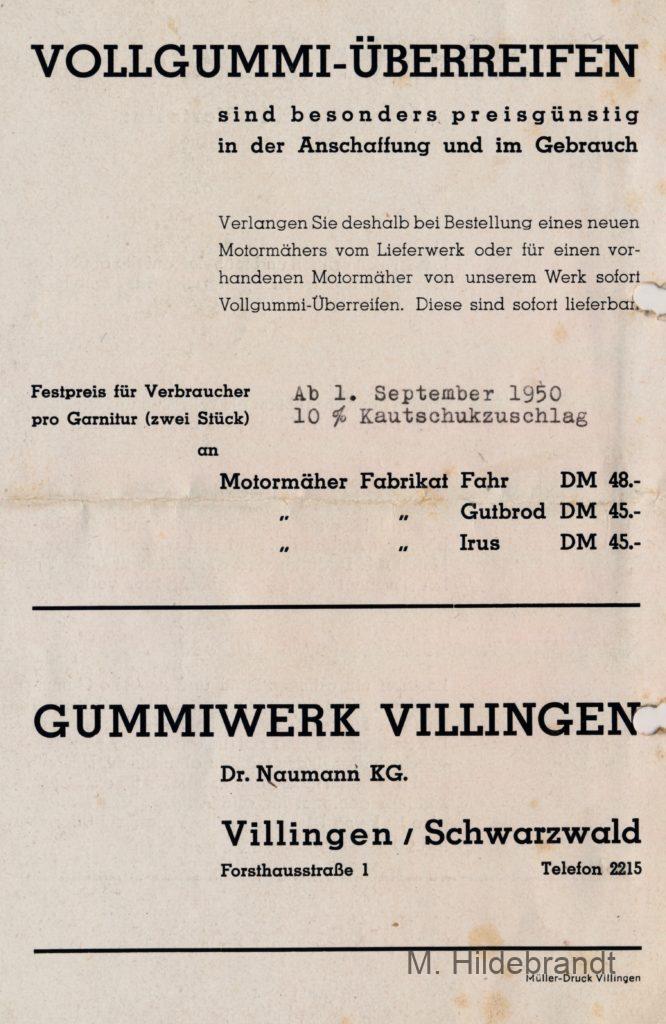 VOLLGUMMI-ÜBERREIFEN
sind besonders preisgünstig
in der Anschaffung und im Gebrauch
Verlangen Sie deshalb bei Bestellung eines neuen
Motormähers vom Lieferwerk oder für einen vor-
handenen Motormäher von unserem Werk sofort
Vollgummi-Überreifen. Diese sind sofort lieferbar.
Festpreis für Verbraucher Ab 1. September 1950
pro Garnitur (zwei Stück) 10 % Kautschukzuschlag
an
Motormäher Fabrikat Fahr DM 48.-
„ „ Gutbrod DM 45.-
„ „ Irus DM 45.-
GUMMIWERK VILLINGEN
Dr. Naumann KG.
Villingen / Schwarzwald
Forsthausstraße 1 Telefon 2215
M. Hildebrandt
Müller-Druck Villingen